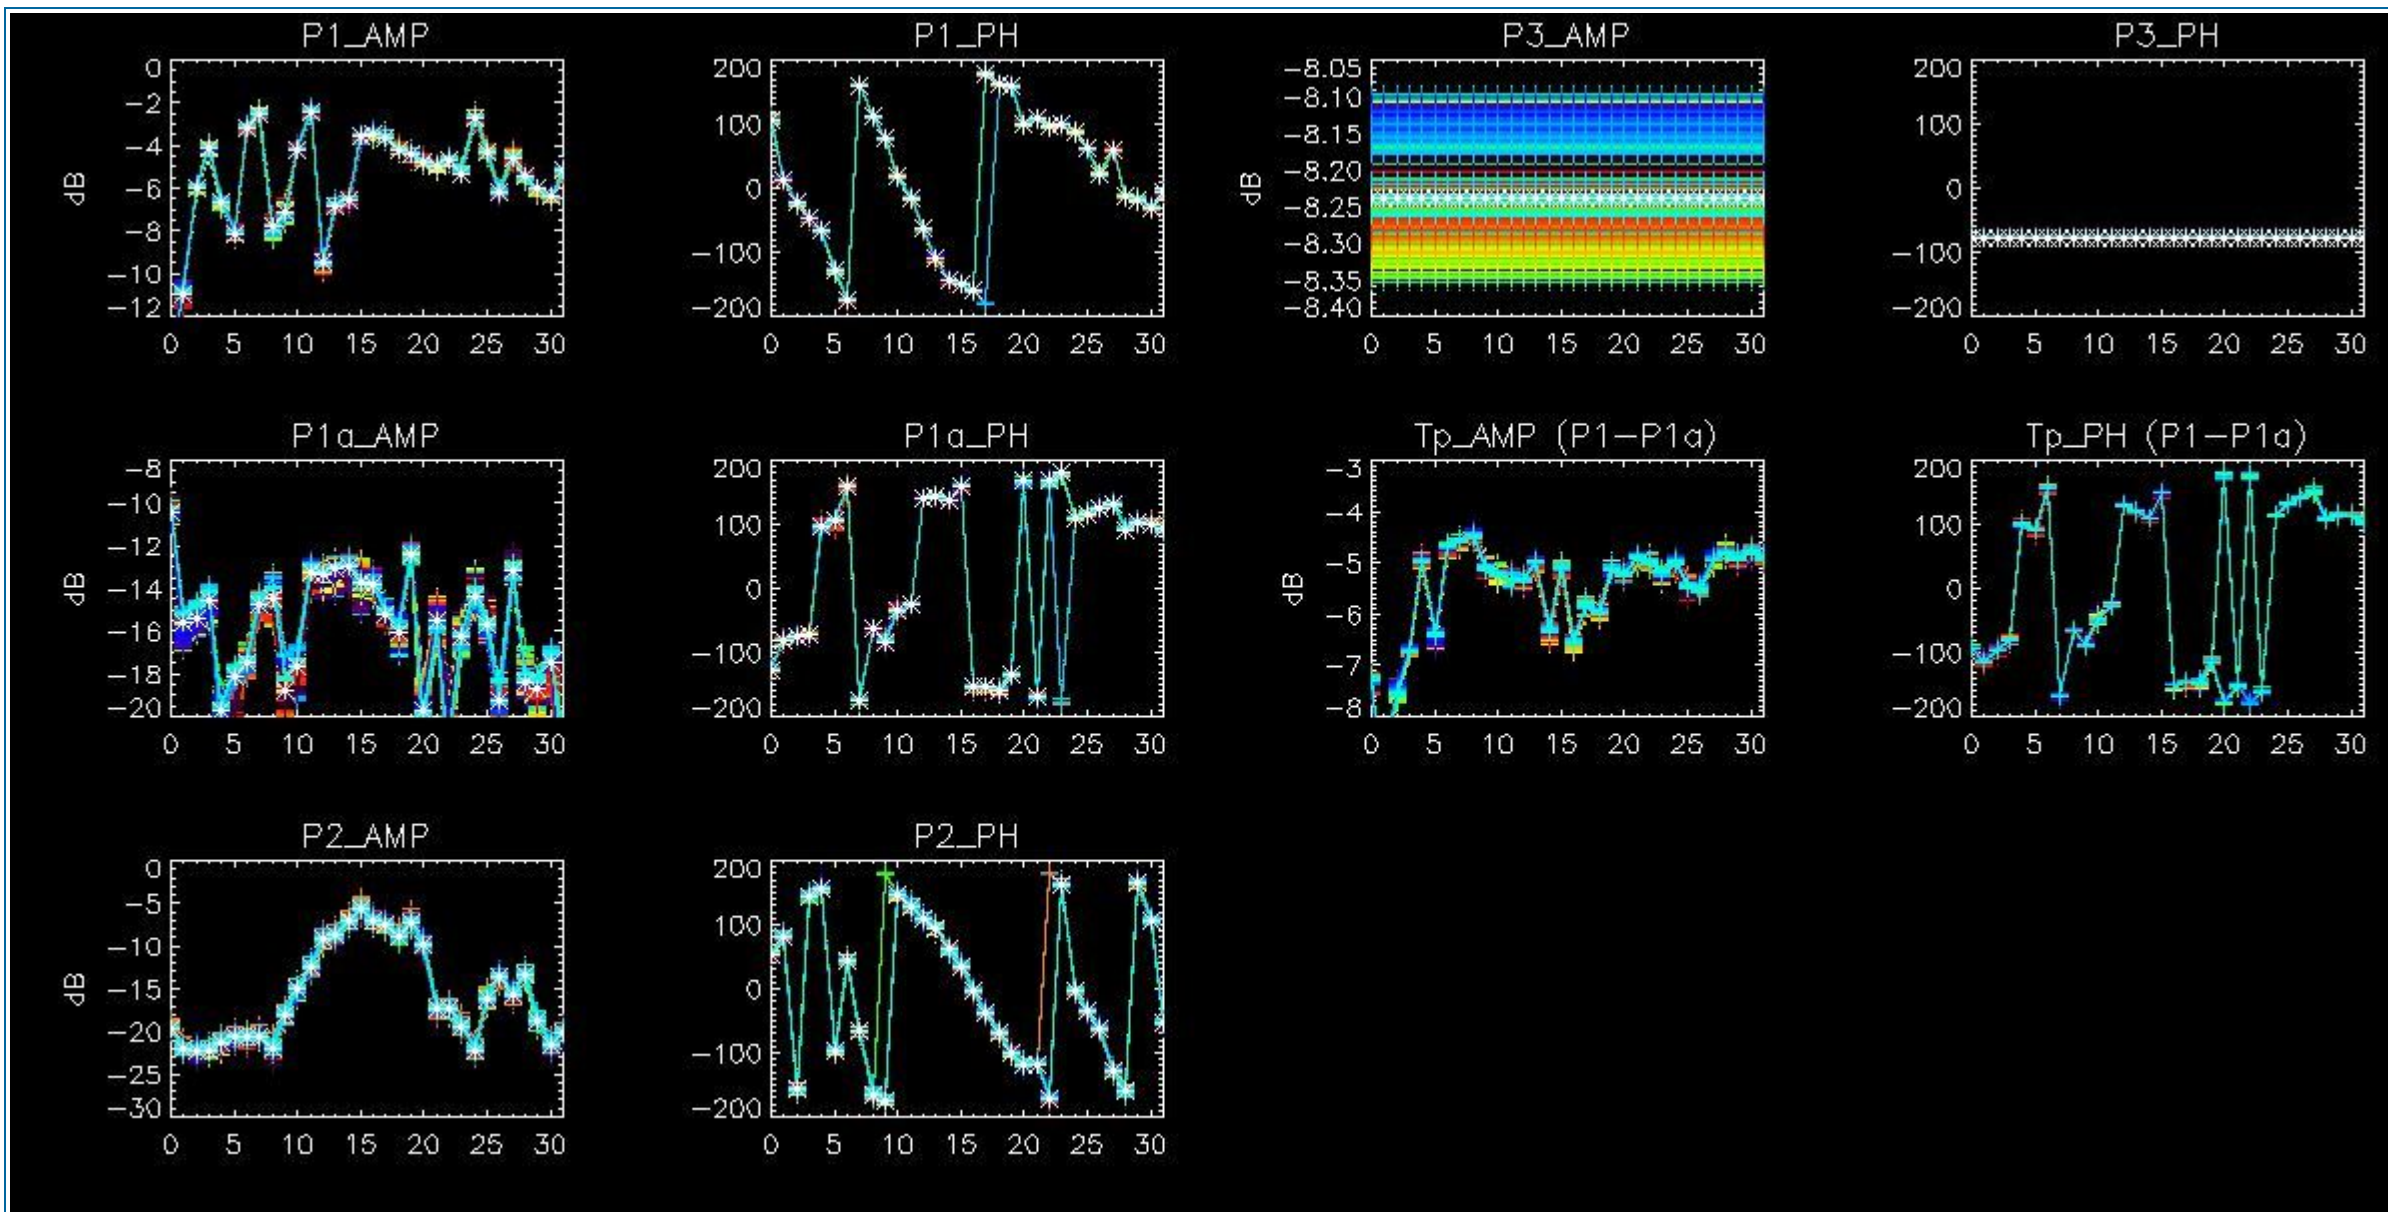 P1_AMP P1_PH P3_AMP P3_PH
0 200 -8.05 200
-2 -8.10
-4 100 -8.15 100
dB -6 0 dB -8.20 0
-8 -8.25
-10 -100 -8.30 -100
-12 -200 -8.35 -200
-8.40
0 5 10 15 20 25 30 0 5 10 15 20 25 30 0 5 10 15 20 25 30 0 5 10 15 20 25 30
P1a_AMP P1a_PH Tp_AMP (P1-P1a) Tp_PH (P1-P1a)
-8 200 -3 200
-10 100 -4 100
-12
dB -14 0 dB -5 0
-16 -6
-18 -100 -7 -100
-20 -200 -8 -200
0 5 10 15 20 25 30 0 5 10 15 20 25 30 0 5 10 15 20 25 30 0 5 10 15 20 25 30
P2_AMP P2_PH
0 200
-5 100
-10
dB -15 0
-20 -100
-25
-30 -200
0 5 10 15 20 25 30 0 5 10 15 20 25 30